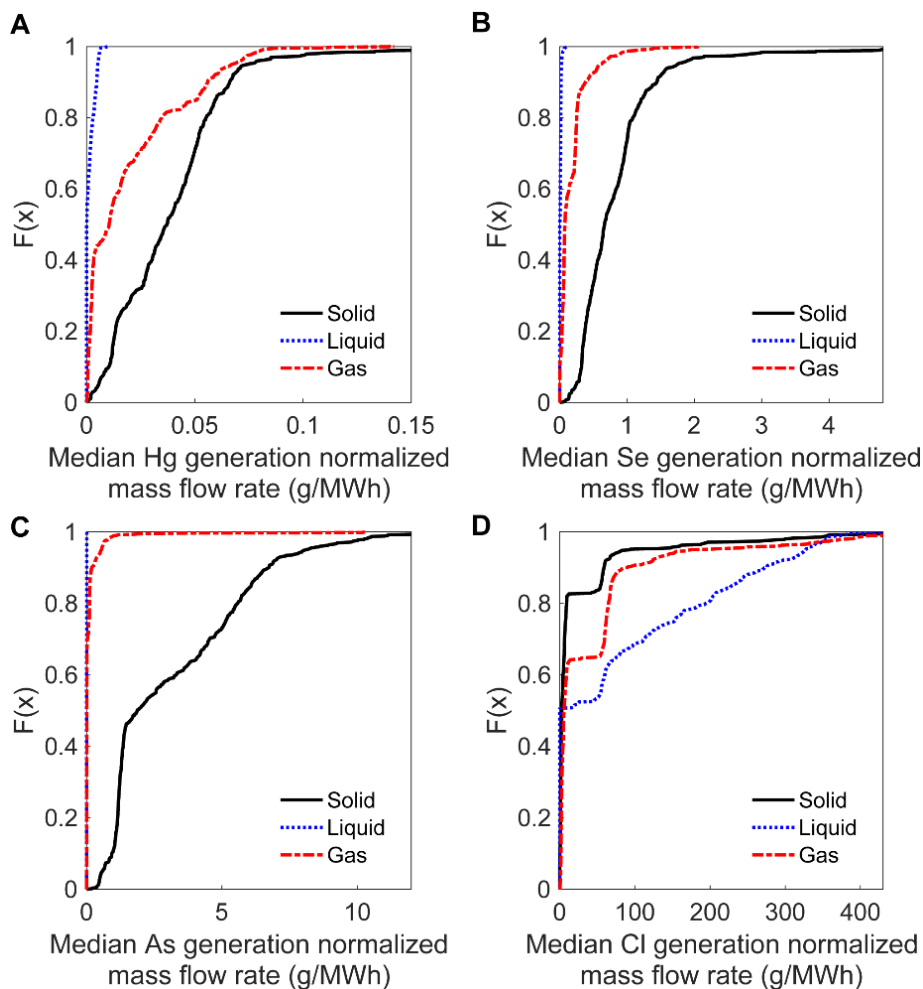 A
1
0.8
0.6
0.4
0.2
0
F(x)
Solid
Liquid
Gas
0
0.05
0.1
0.15
Median Hg generation normalized
mass flow rate (g/MWh)
B
1
0.8
0.6
0.4
0.2
0
F(x)
Solid
Liquid
Gas
0
1
2
3
4
Median Se generation normalized
mass flow rate (g/MWh)
C
1
0.8
0.6
0.4
0.2
0
F(x)
Solid
Liquid
Gas
0
5
10
Median As generation normalized
mass flow rate (g/MWh)
D
1
0.8
0.6
0.4
0.2
0
F(x)
Solid
Liquid
Gas
0
100
200
300
400
Median Cl generation normalized
mass flow rate (g/MWh)